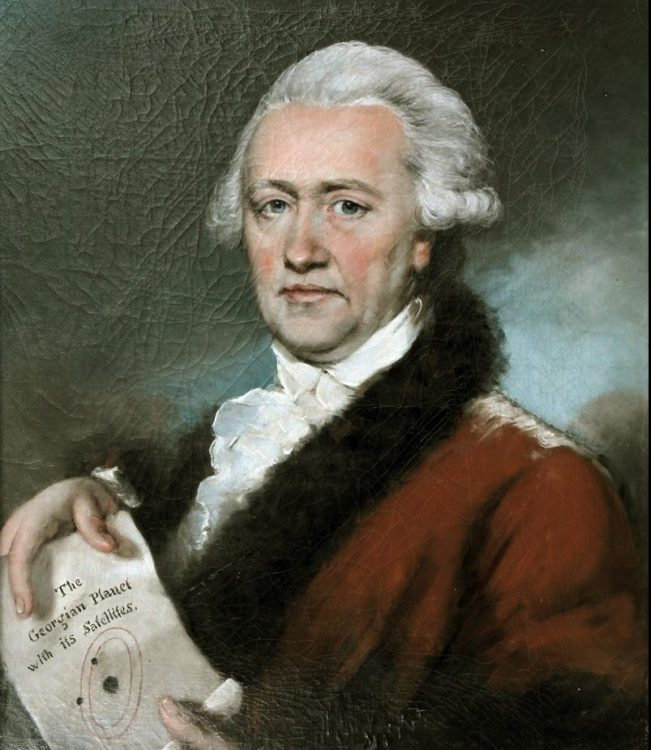 The
Georgian Planet
with its Satellites.